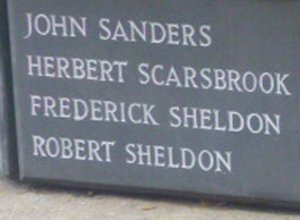 JOHN SANDERS
HERBERT SCARSBROOK
FREDERICK SHELDON
ROBERT SHELDON